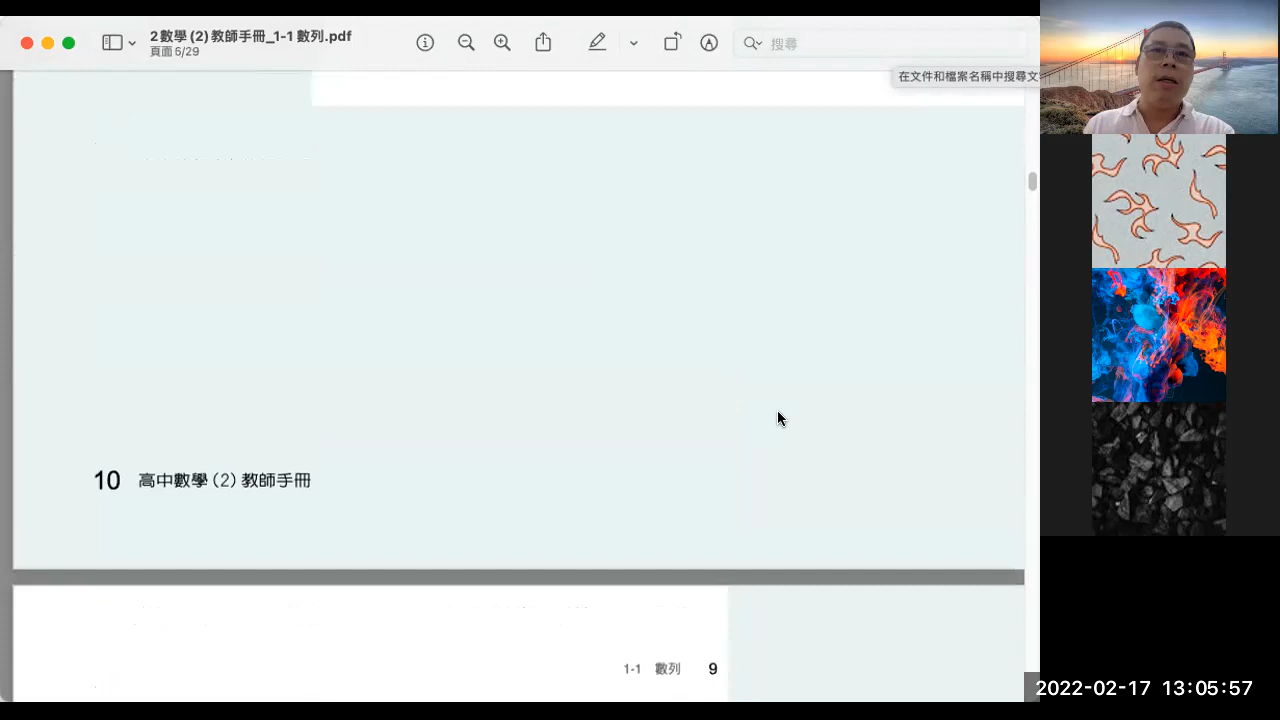 2數學 (2) 教師手冊_1-1 數列.pdf
頁面 5/29
搜尋
在文件和檔案名稱中搜尋文
10 高中數學(2) 教師手冊
1-1 數列 9
2022-02-17 13:05:57